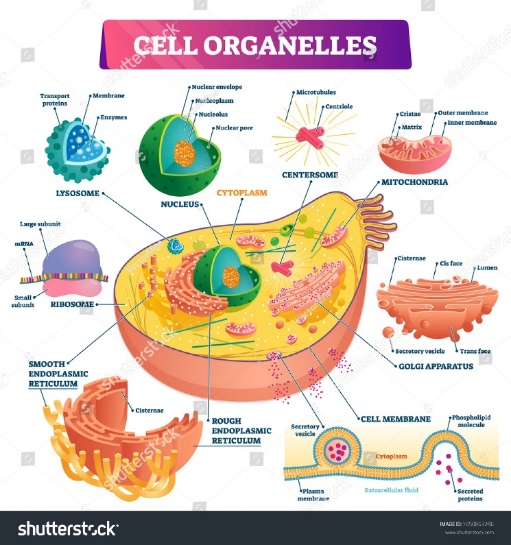 CELL ORGANELLES
Transport
proteins
Membrane
Enzymes
LYSOSOME
Nuclear envelope
Nucleoplasm
Nucleolus
Nuclear pore
NUCLEUS
CYTOPLASM
Microtubules
Centriole
CENTERSOME
Cristae
Matrix
Outer membrane
Inner membrane
MITOCHONDRIA
Large subunit
mRNA
Small
subunit
RIBOSOME
Cisternae
Cis face
Lumen
Secretory vesicle
Trans face
GOLGI APPARATUS
SMOOTH
ENDOPLASMIC
RETICULUM
Cisternae
ROUGH
ENDOPLASMIC
RETICULUM
CELL MEMBRANE
Secretory
vesicle
Phospholipid
molecule
Cytoplasm
Plasma
membrane
Extracellular fluid
Secreted
proteins
shutterstock
www.shutterstock.com